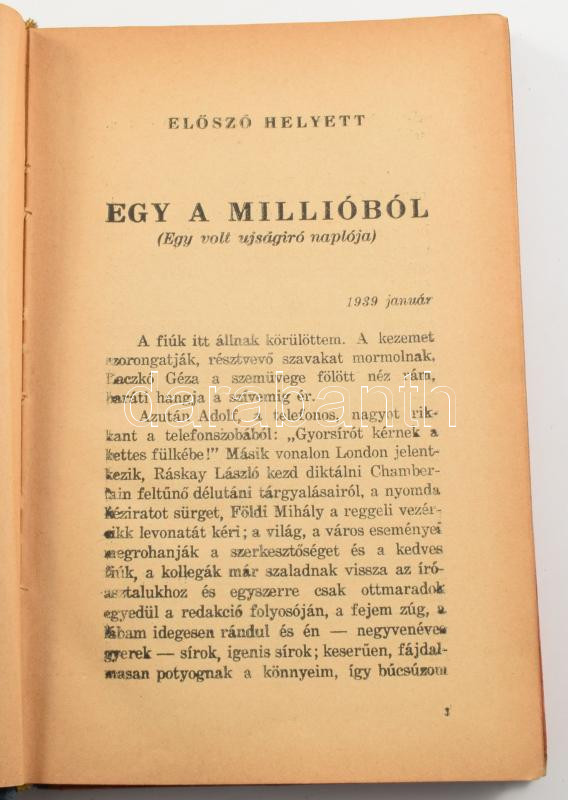 ELŐSZÓ HELYETT
EGY A MILLIÓBÓL
(Egy volt ujságiró naplója)
1939 január
A fiúk itt állnak körülöttem. A kezemet
szorongatják, résztvevő szavakat mormolnak.
Laczkó Géza a szemüvege fölött néz rám,
baráti hangja a szivemig ér.
Azután Adolf, a telefonos, nagyot rik-
kant a telefonszobából: „Gyorsírót kérnek a
kettes fülkébe!" Másik vonalon London jelent-
kezik, Ráskay László kezd diktálni Chamber-
lain feltűnő délutáni tárgyalásairól, a nyomda
kéziratot sürget, Földi Mihály a reggeli vezér-
cikk levonatát kéri; a világ, a város eseményei
megrohanják a szerkesztőséget és a kedves
fiúk, a kollegák már szaladnak vissza az író-
asztalukhoz és egyszerre csak ottmaradok
egyedül a redakció folyosóján, a fejem zúg, a
lábam idegesen rándul és én — negyvenéves
gyerek — sírok, igenis sírok; keserűen, fájdal-
masan potyognak a könnyeim, így búcsúzom
3
darabanth